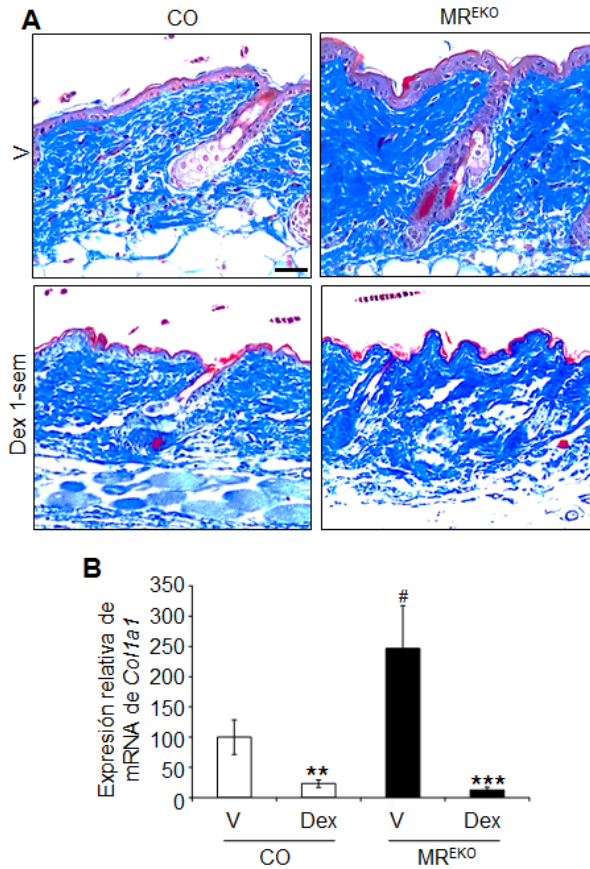 A
CO
MR^EKO
V
Dex 1-sem
B
Expresión relativa de
mRNA de Col1a1
350
300
250
200
150
100
50
0
**
#
***
V
Dex
V
Dex
CO
MR^EKO